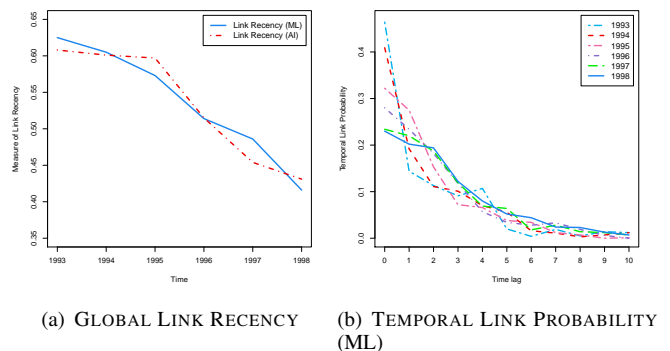 Link Recency (ML)
Link Recency (AI)
Measure of Link Recency
0.65
0.60
0.55
0.50
0.45
0.40
0.35
1993 1994 1995 1996 1997 1998
Time
(a) GLOBAL LINK RECENCY
1993
1994
1995
1996
1997
1998
Temporal Link Probability
0.4
0.3
0.2
0.1
0.0
0 1 2 3 4 5 6 7 8 9 10
Time lag
(b) TEMPORAL LINK PROBABILITY
(ML)